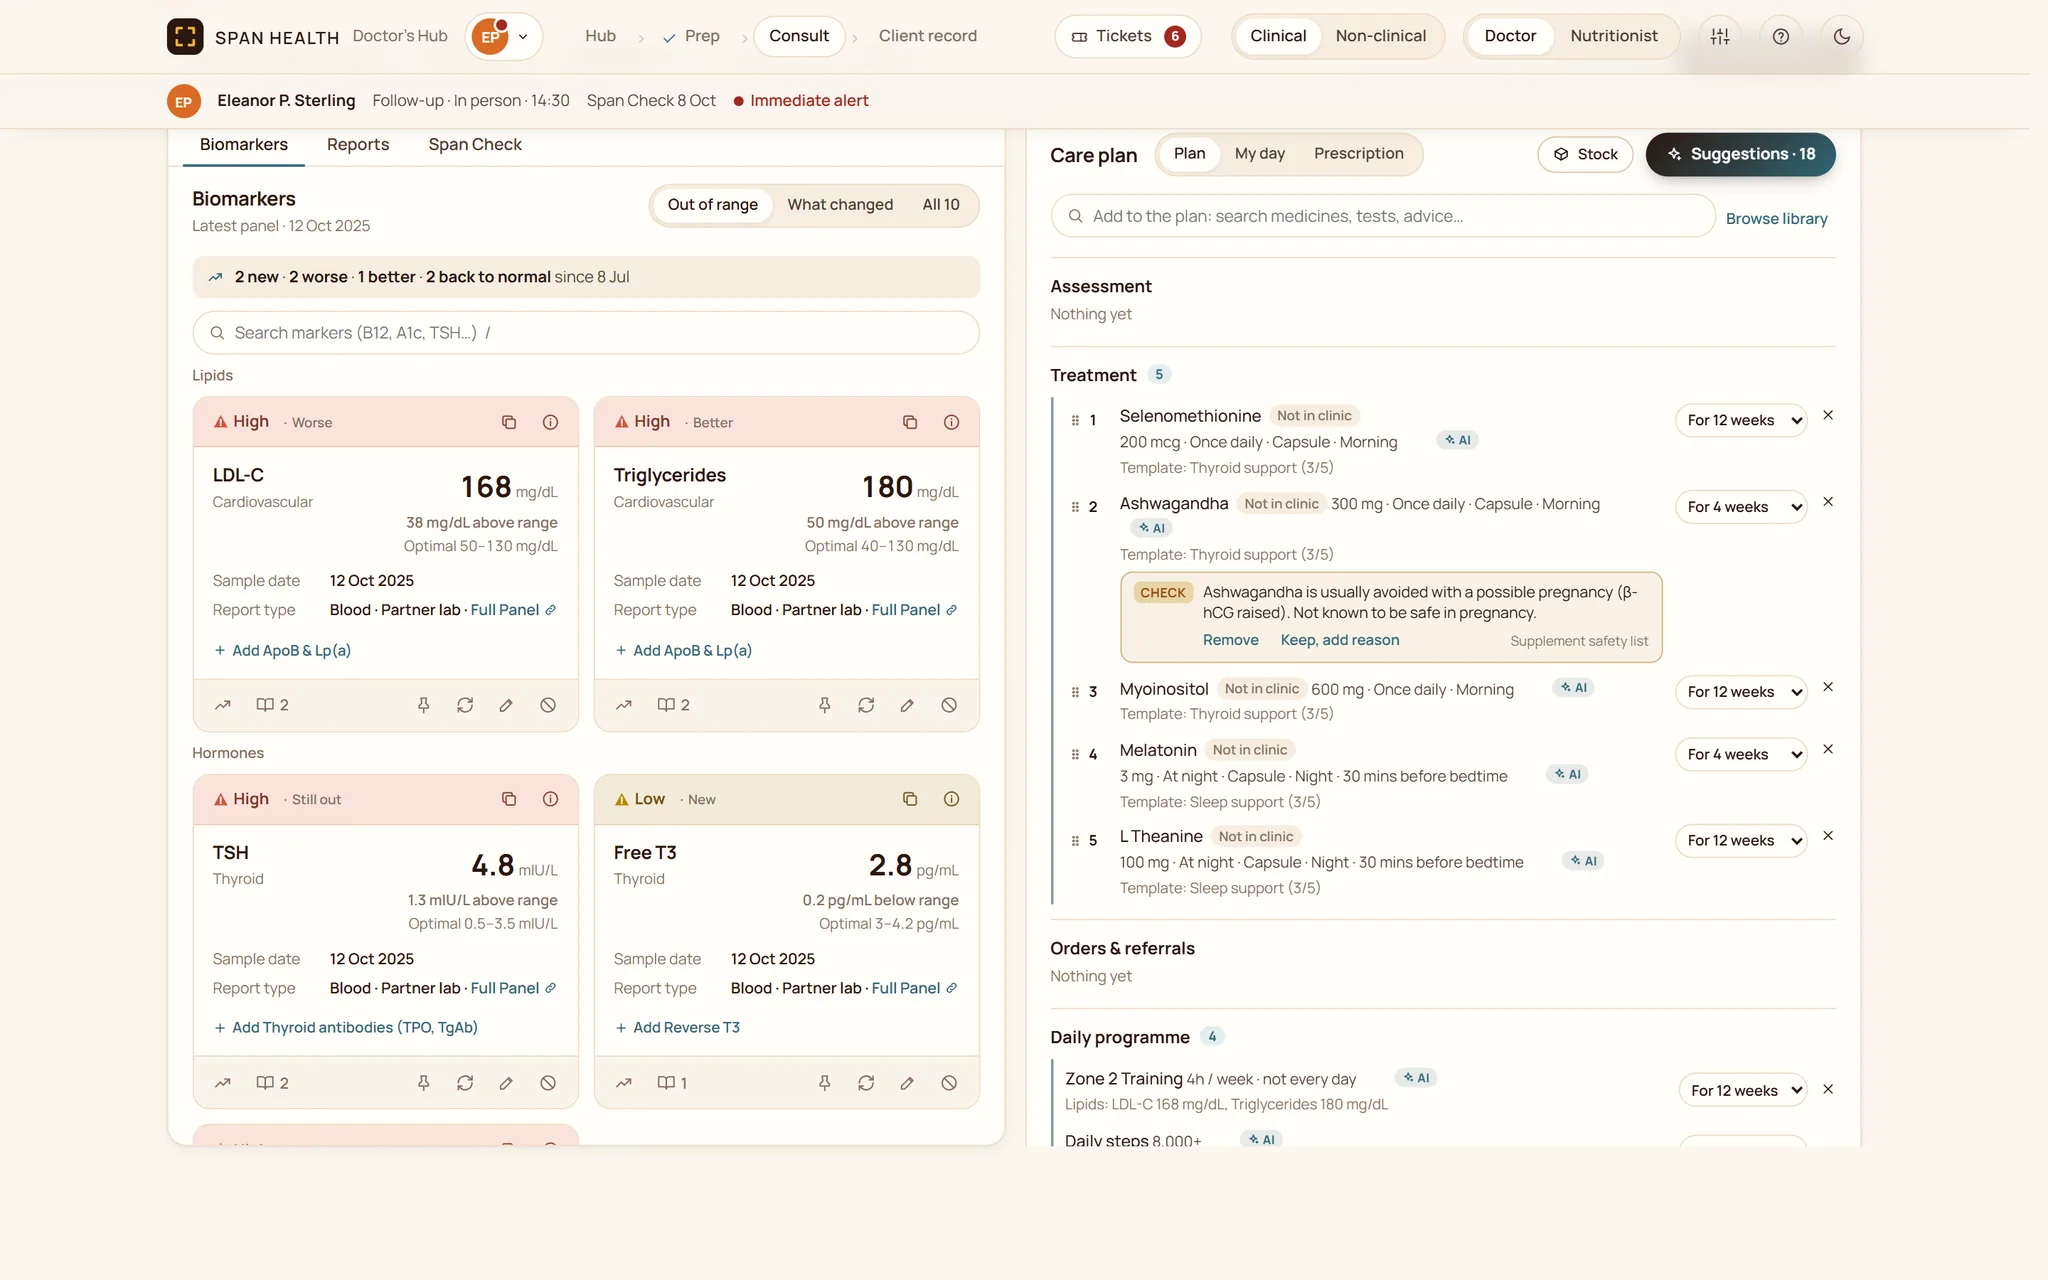 SPAN HEALTH Doctor's Hub EP Hub Prep Consult Client record Tickets 6 Clinical Non-clinical Doctor Nutritionist
EP Eleanor P. Sterling Follow-up · In person · 14:30 Span Check 8 Oct Immediate alert
Biomarkers Reports Span Check
Biomarkers
Latest panel · 12 Oct 2025
Out of range What changed All 10
2 new · 2 worse · 1 better · 2 back to normal since 8 Jul
Search markers (B12, A1c, TSH...) /
Lipids
High · Worse
LDL-C
Cardiovascular
168 mg/dL
38 mg/dL above range
Optimal 50–130 mg/dL
Sample date 12 Oct 2025
Report type Blood · Partner lab · Full Panel
+ Add ApoB & Lp(a)
2
High · Better
Triglycerides
Cardiovascular
180 mg/dL
50 mg/dL above range
Optimal 40–130 mg/dL
Sample date 12 Oct 2025
Report type Blood · Partner lab · Full Panel
+ Add ApoB & Lp(a)
2
Hormones
High · Still out
TSH
Thyroid
4.8 mIU/L
1.3 mIU/L above range
Optimal 0.5–3.5 mIU/L
Sample date 12 Oct 2025
Report type Blood · Partner lab · Full Panel
+ Add Thyroid antibodies (TPO, TgAb)
2
Low · New
Free T3
Thyroid
2.8 pg/mL
0.2 pg/mL below range
Optimal 3–4.2 pg/mL
Sample date 12 Oct 2025
Report type Blood · Partner lab · Full Panel
+ Add Reverse T3
1
Care plan Plan My day Prescription Stock Suggestions · 18
Add to the plan: search medicines, tests, advice... Browse library
Assessment
Nothing yet
Treatment 5
1 Selenomethionine Not in clinic For 12 weeks
200 mcg · Once daily · Capsule · Morning AI
Template: Thyroid support (3/5)
2 Ashwagandha Not in clinic 300 mg · Once daily · Capsule · Morning For 4 weeks
AI
Template: Thyroid support (3/5)
CHECK Ashwagandha is usually avoided with a possible pregnancy (β-
hCG raised). Not known to be safe in pregnancy.
Remove Keep, add reason Supplement safety list
3 Myoinositol Not in clinic 600 mg · Once daily · Morning AI For 12 weeks
Template: Thyroid support (3/5)
4 Melatonin Not in clinic For 4 weeks
3 mg · At night · Capsule · Night · 30 mins before bedtime AI
Template: Sleep support (3/5)
5 L Theanine Not in clinic For 12 weeks
100 mg · At night · Capsule · Night · 30 mins before bedtime AI
Template: Sleep support (3/5)
Orders & referrals
Nothing yet
Daily programme 4
Zone 2 Training 4h / week · not every day AI For 12 weeks
Lipids: LDL-C 168 mg/dL, Triglycerides 180 mg/dL
Daily steps 8,000+ AI